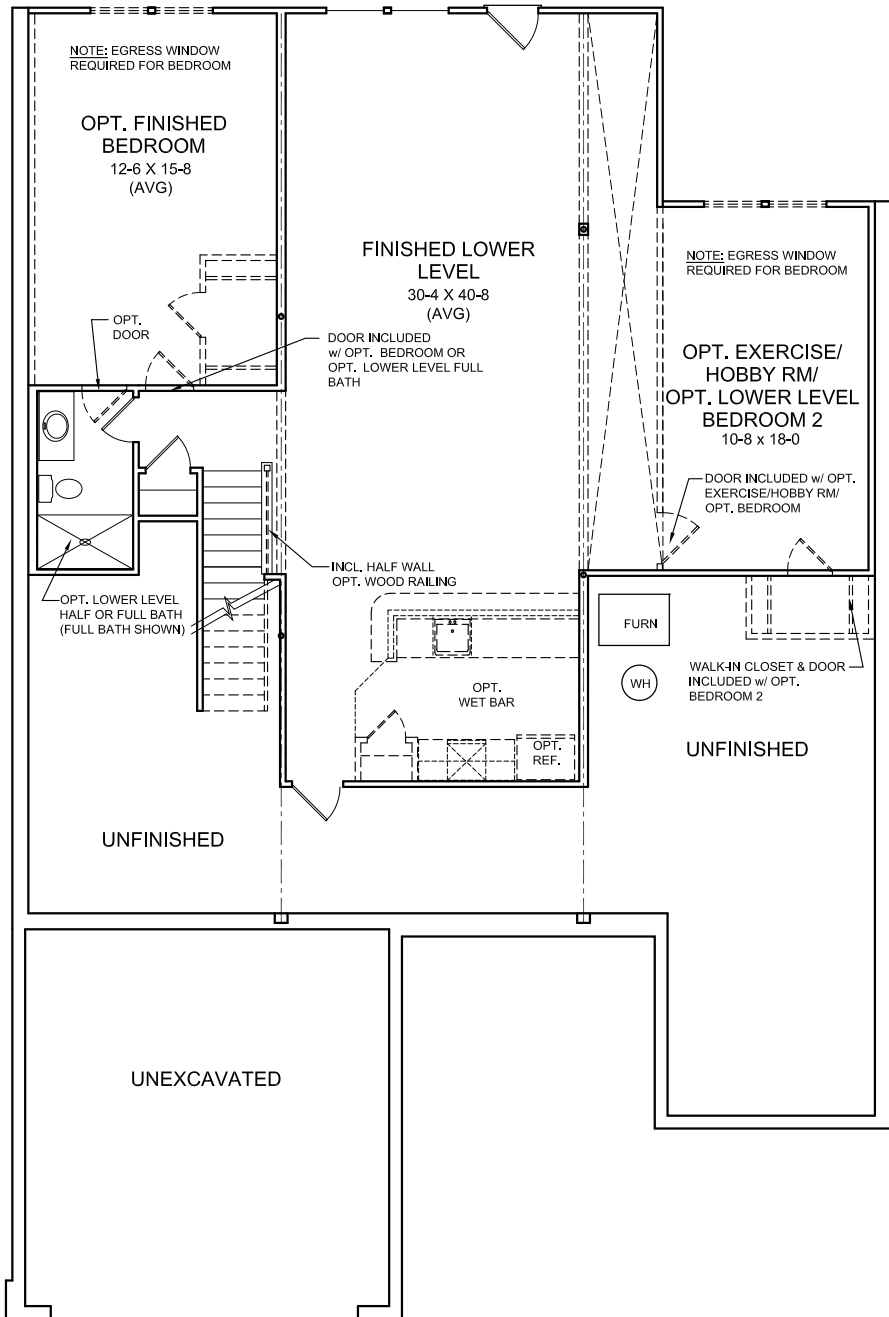 NOTE: EGRESS WINDOW
REQUIRED FOR BEDROOM
OPT. FINISHED
BEDROOM
12-6 X 15-8
(AVG)
FINISHED LOWER
LEVEL
30-4 X 40-8
(AVG)
NOTE: EGRESS WINDOW
REQUIRED FOR BEDROOM
OPT.
DOOR
DOOR INCLUDED
w/ OPT. BEDROOM OR
OPT. LOWER LEVEL FULL
BATH
OPT. EXERCISE/
HOBBY RM/
OPT. LOWER LEVEL
BEDROOM 2
10-8 x 18-0
DOOR INCLUDED w/ OPT.
EXERCISE/HOBBY RM/
OPT. BEDROOM
INCL. HALF WALL
OPT. WOOD RAILING
OPT. LOWER LEVEL
HALF OR FULL BATH
(FULL BATH SHOWN)
FURN
WH
WALK-IN CLOSET & DOOR
INCLUDED w/ OPT.
BEDROOM 2
OPT.
WET BAR
OPT.
REF.
UNFINISHED
UNFINISHED
UNEXCAVATED